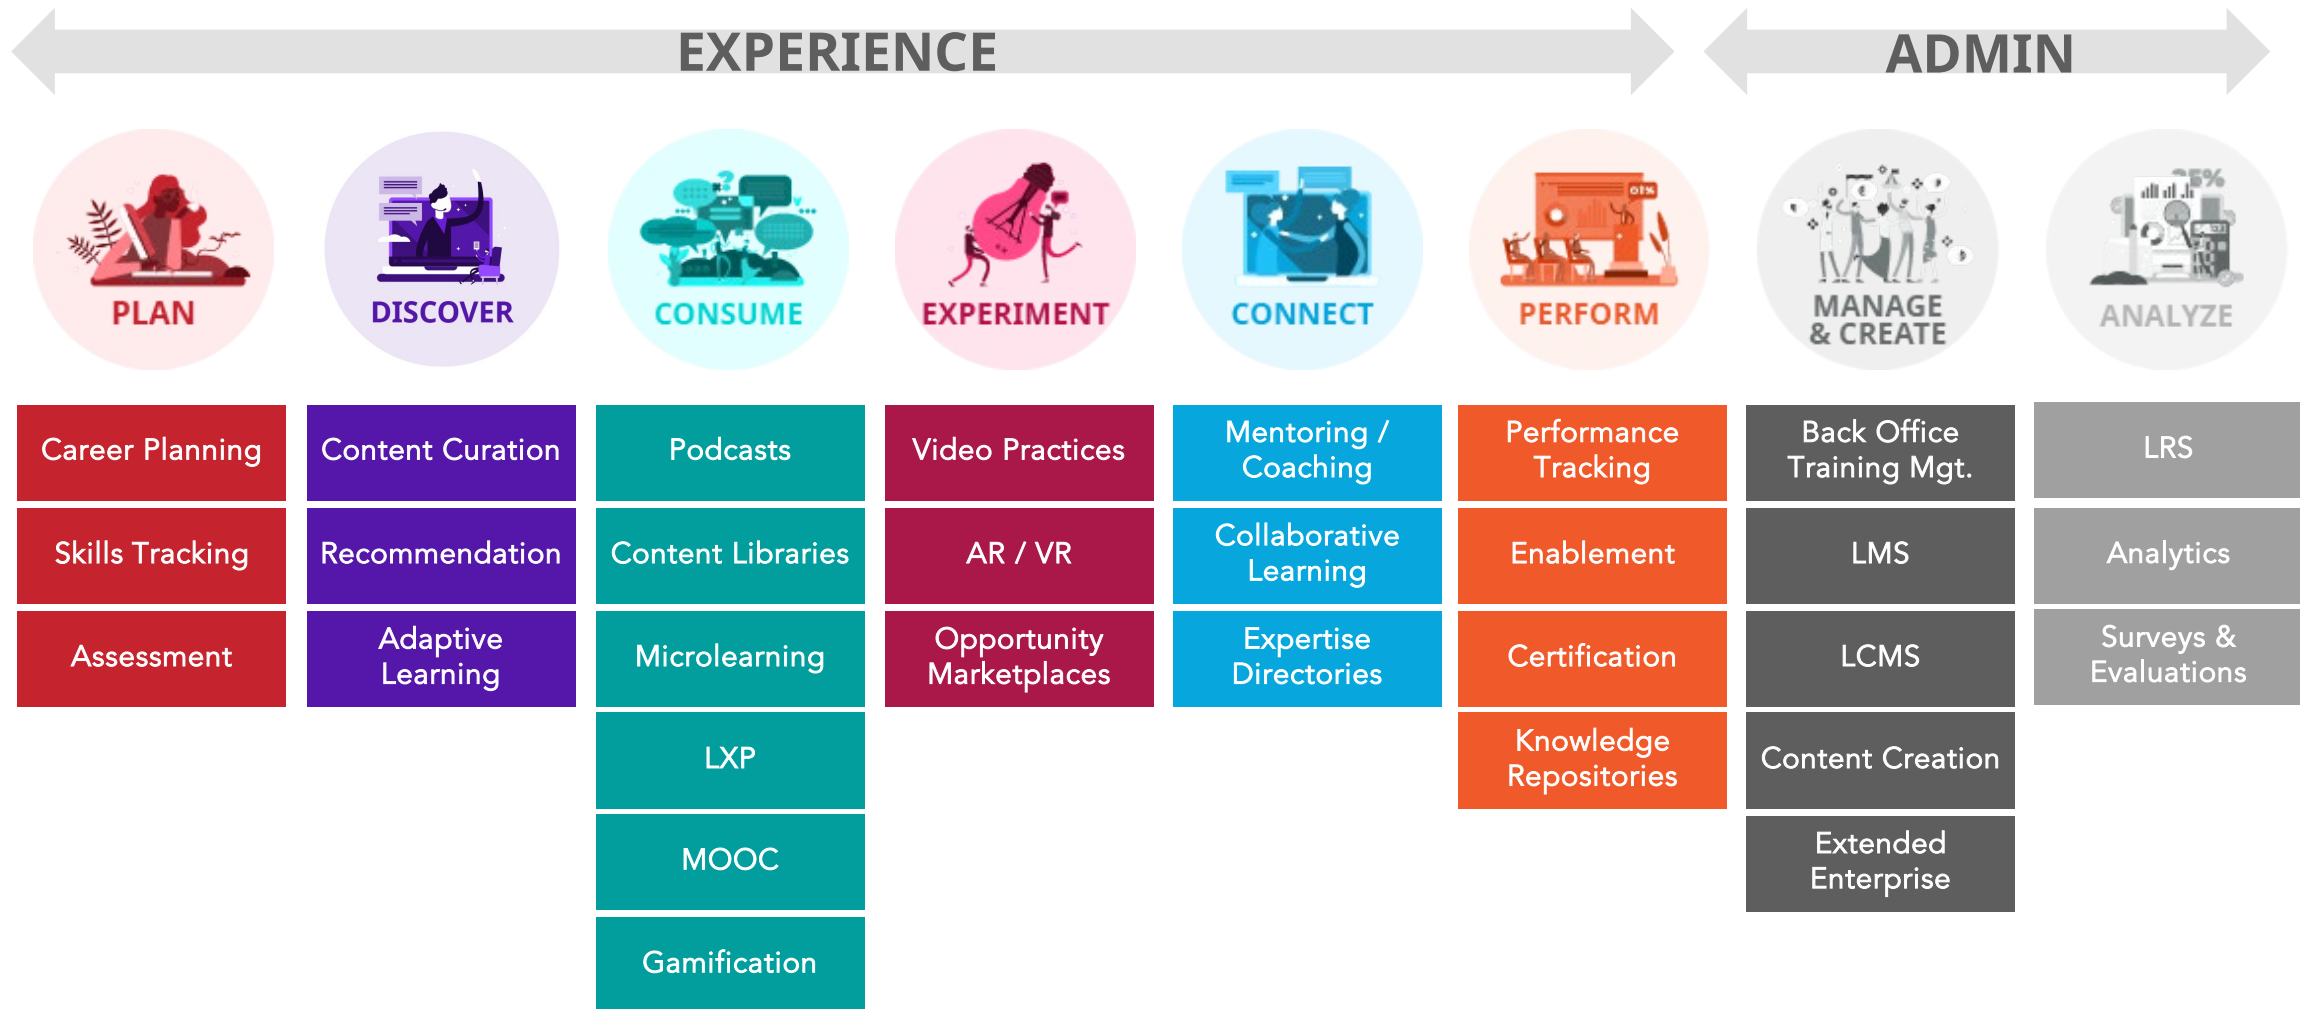 EXPERIENCE
ADMIN
PLAN
DISCOVER
CONSUME
EXPERIMENT
CONNECT
PERFORM
MANAGE
& CREATE
ANALYZE
Career Planning
Skills Tracking
Assessment
Content Curation
Recommendation
Adaptive
Learning
Podcasts
Content Libraries
Microlearning
LXP
MOOC
Gamification
Video Practices
AR / VR
Opportunity
Marketplaces
Mentoring /
Coaching
Collaborative
Learning
Expertise
Directories
Performance
Tracking
Enablement
Certification
Knowledge
Repositories
Back Office
Training Mgt.
LMS
LCMS
Content Creation
Extended
Enterprise
LRS
Analytics
Surveys &
Evaluations